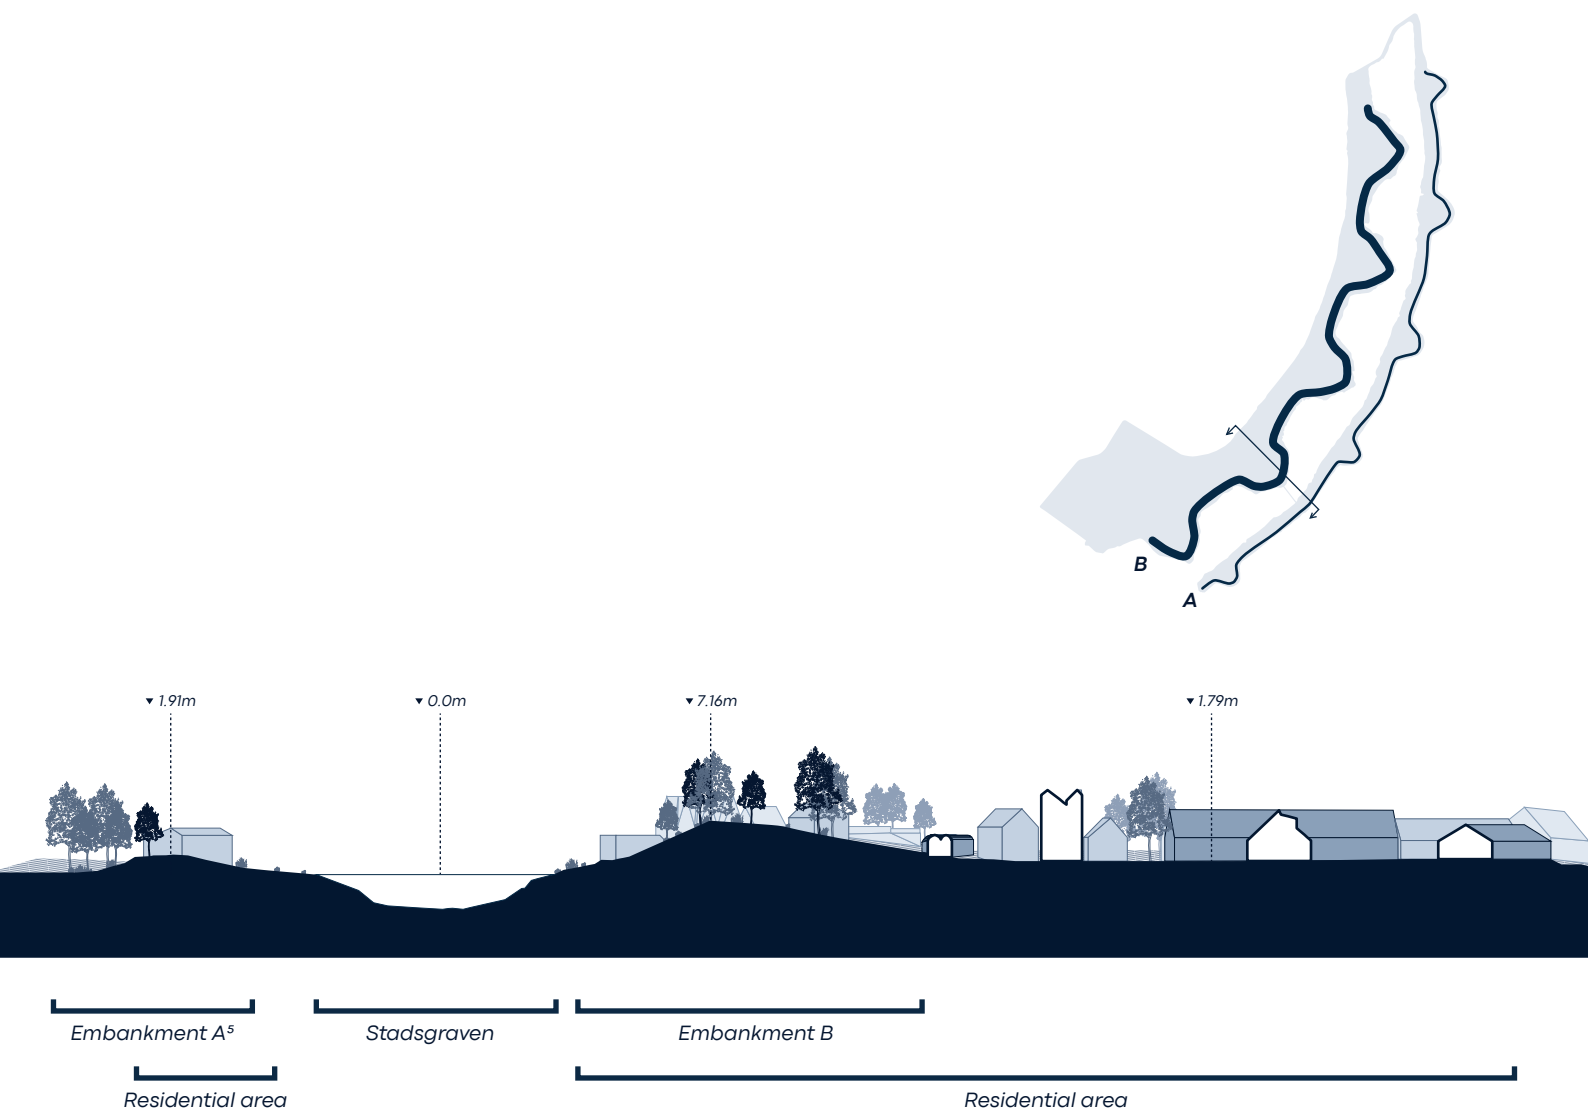 B
A
▼ 1.91m ▼ 0.0m ▼ 7.16m ▼ 1.79m
Embankment A⁵ Stadsgraven Embankment B
Residential area Residential area